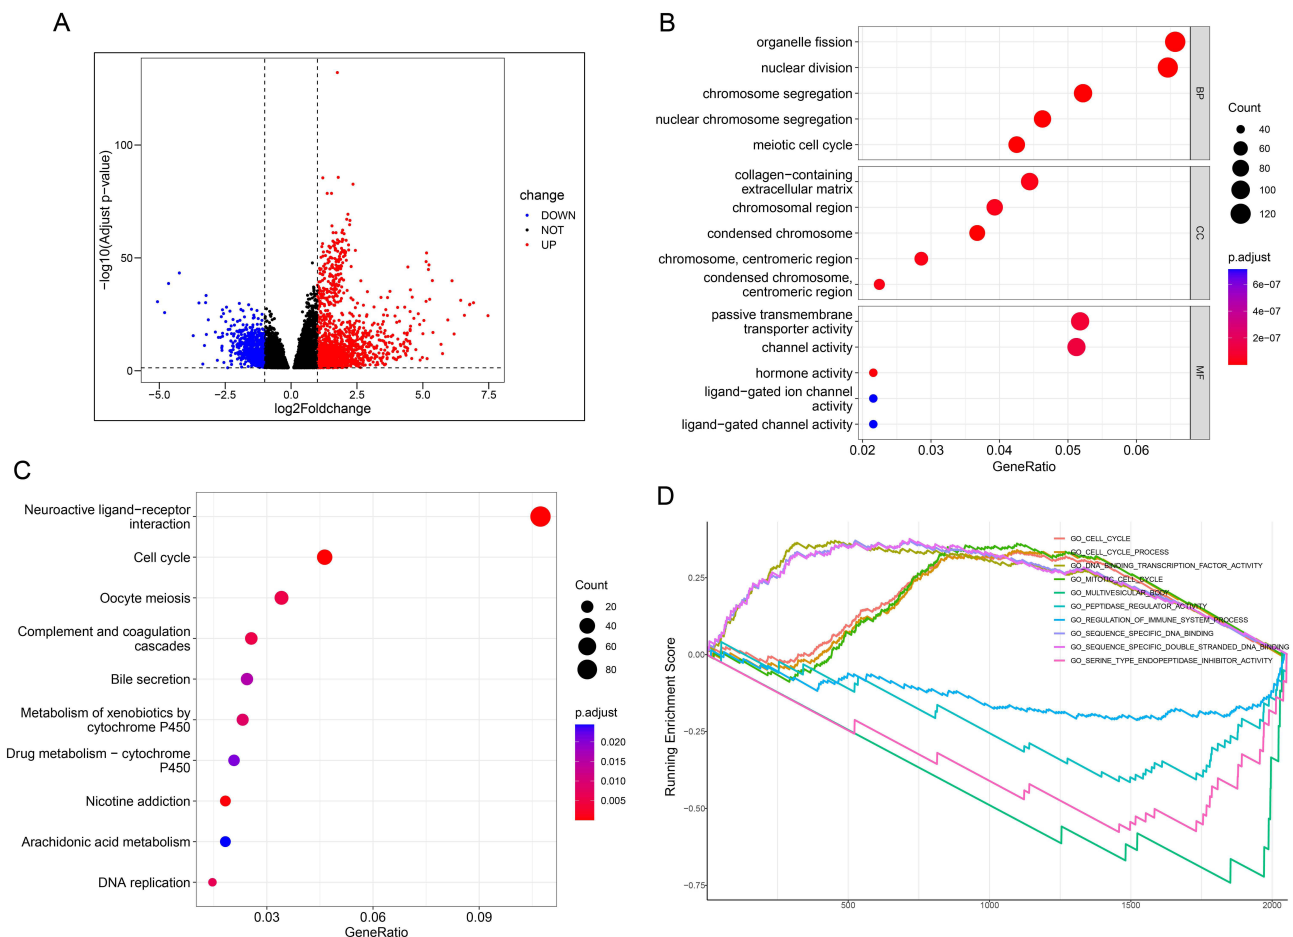 A
−log10(Adjust p−value)
100
50
0
−5.0
−2.5
0.0
2.5
5.0
7.5
log2Foldchange
change
DOWN
NOT
UP
B
organelle fission
nuclear division
chromosome segregation
nuclear chromosome segregation
meiotic cell cycle
collagen−containing
extracellular matrix
chromosomal region
condensed chromosome
chromosome, centromeric region
condensed chromosome,
centromeric region
passive transmembrane
transporter activity
channel activity
hormone activity
ligand−gated ion channel
activity
ligand−gated channel activity
BP
CC
MF
0.02
0.03
0.04
0.05
0.06
GeneRatio
Count
40
60
80
100
120
p.adjust
6e−07
4e−07
2e−07
C
Neuroactive ligand−receptor
interaction
Cell cycle
Oocyte meiosis
Complement and coagulation
cascades
Bile secretion
Metabolism of xenobiotics by
cytochrome P450
Drug metabolism − cytochrome
P450
Nicotine addiction
Arachidonic acid metabolism
DNA replication
0.03
0.06
0.09
GeneRatio
Count
20
40
60
80
p.adjust
0.020
0.015
0.010
0.005
D
Running Enrichment Score
0.25
0.00
−0.25
−0.50
−0.75
500
1000
1500
2000
GO_CELL_CYCLE
GO_CELL_CYCLE_PROCESS
GO_DNA_BINDING_TRANSCRIPTION_FACTOR_ACTIVITY
GO_MITOTIC_CELL_CYCLE
GO_MULTIVESICULAR_BODY
GO_PEPTIDASE_REGULATOR_ACTIVITY
GO_REGULATION_OF_IMMUNE_SYSTEM_PROCESS
GO_SEQUENCE_SPECIFIC_DNA_BINDING
GO_SEQUENCE_SPECIFIC_DOUBLE_STRANDED_DNA_BINDING
GO_SERINE_TYPE_ENDOPEPTIDASE_INHIBITOR_ACTIVITY